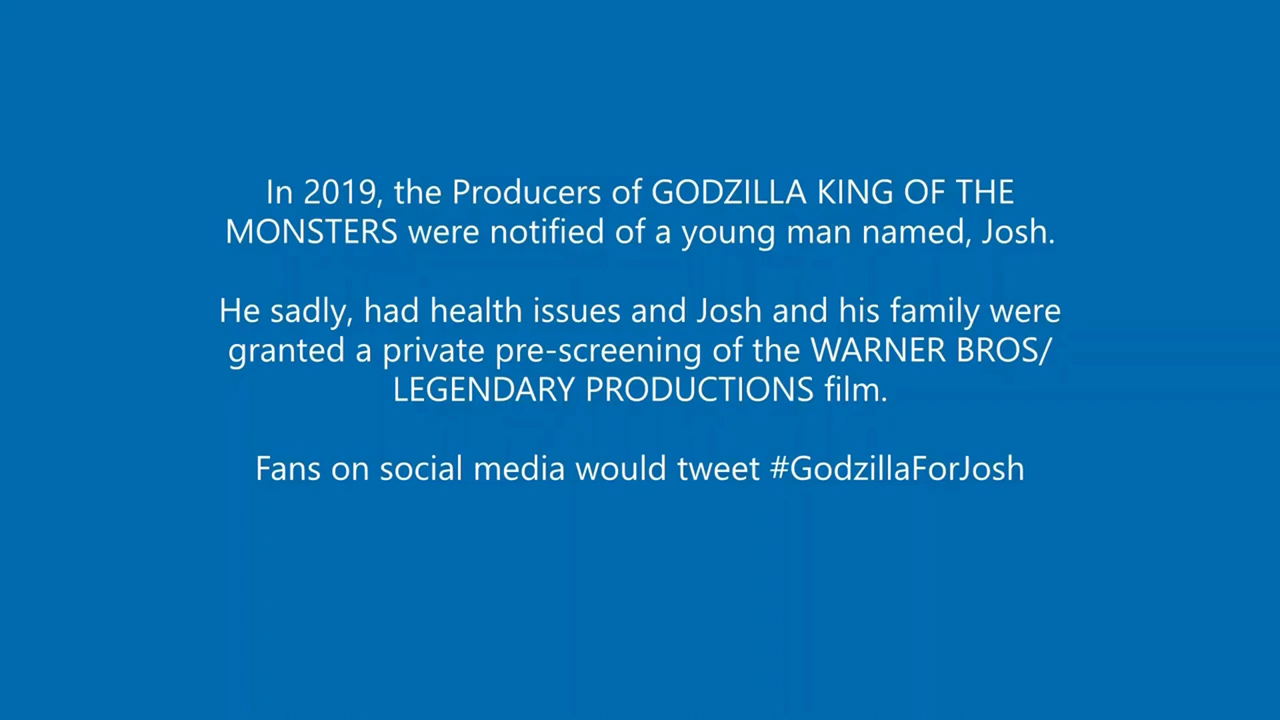 In 2019, the Producers of GODZILLA KING OF THE
MONSTERS were notified of a young man named, Josh.
He sadly, had health issues and Josh and his family were
granted a private pre-screening of the WARNER BROS/
LEGENDARY PRODUCTIONS film.
Fans on social media would tweet #GodzillaForJosh